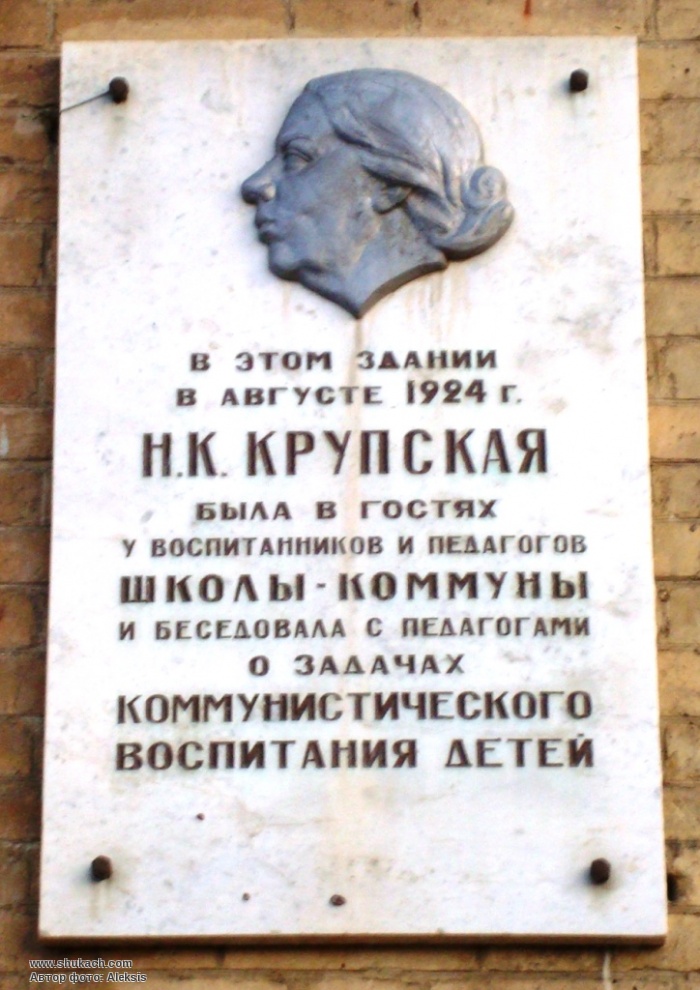 В ЭТОМ ЗДАНИИ
В АВГУСТЕ 1924 Г.
Н.К. КРУПСКАЯ
БЫЛА В ГОСТЯХ
У ВОСПИТАННИКОВ И ПЕДАГОГОВ
ШКОЛЫ-КОММУНЫ
И БЕСЕДОВАЛА С ПЕДАГОГАМИ
О ЗАДАЧАХ
КОММУНИСТИЧЕСКОГО
ВОСПИТАНИЯ ДЕТЕЙ
www.shukach.com
Автор фото: Aleksis